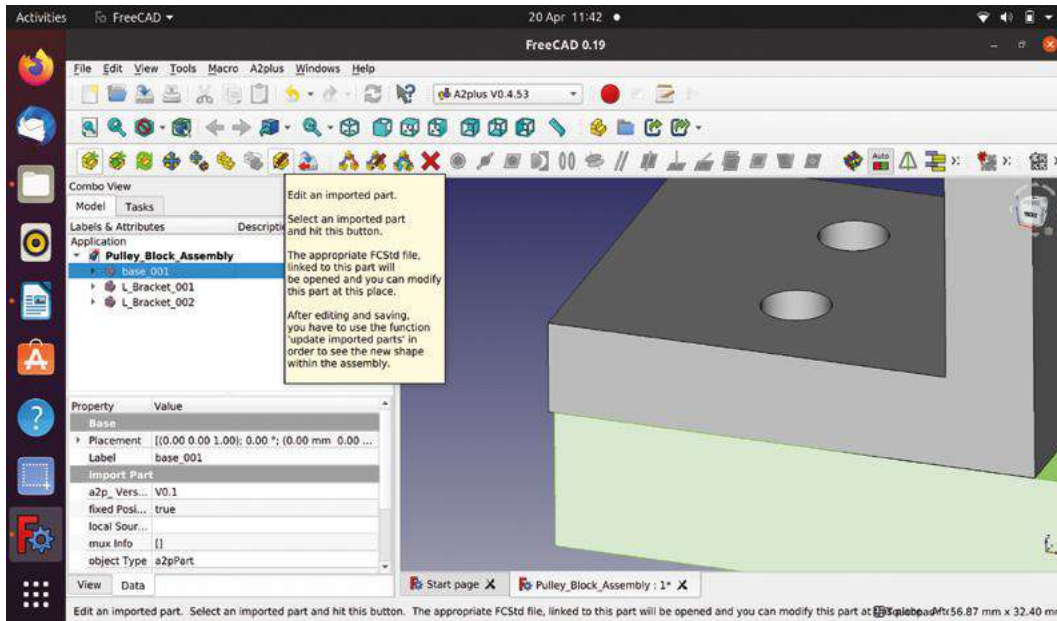 Activities FreeCAD 20 Apr 11:42
FreeCAD 0.19
File Edit View Tools Macro A2plus Windows Help
A2plus V0.4.53
Auto
Combo View
Model Tasks
Labels & Attributes Descripti
Application
Pulley_Block_Assembly
base_001
L_Bracket_001
L_Bracket_002
Edit an imported part.
Select an imported part
and hit this button.
The appropriate FCStd file,
linked to this part will
be opened and you can modify
this part at this place.
After editing and saving,
you have to use the function
'update imported parts' in
order to see the new shape
within the assembly.
Property Value
Base
Placement [(0.00 0.00 1.00); 0.00 °; (0.00 mm 0.00 ...
Label base_001
Import Part
a2p_Vers... V0.1
fixed Posi... true
local Sour...
mux Info []
object Type a2pPart
View Data
Start page Pulley_Block_Assembly : 1*
Edit an imported part. Select an imported part and hit this button. The appropriate FCStd file, linked to this part will be opened and you can modify this part at 56.87 mm x 32.40 m